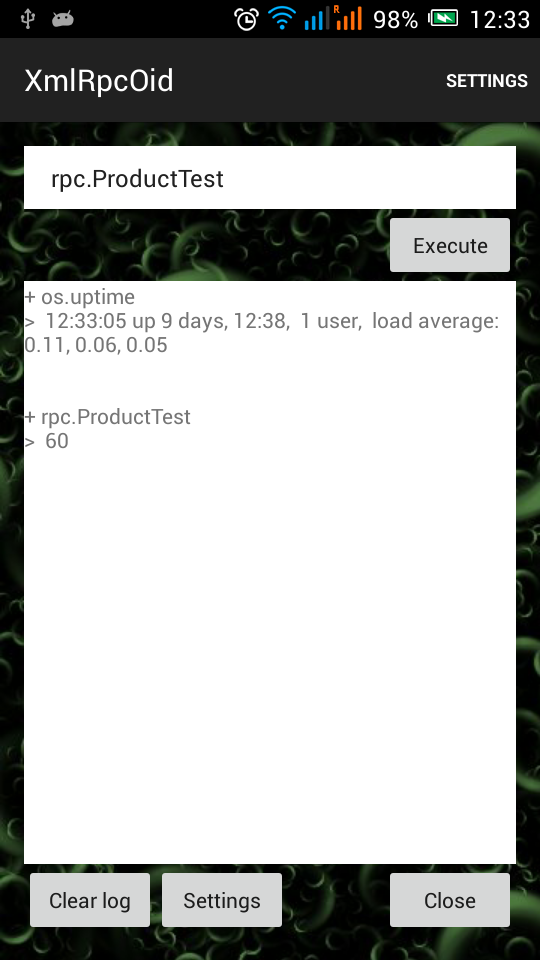 R 98% 12:33
XmlRpcOid SETTINGS
rpc.ProductTest
Execute
+ os.uptime
>  12:33:05 up 9 days, 12:38,  1 user,  load average:
0.11, 0.06, 0.05
+ rpc.ProductTest
>  60
Clear log Settings Close